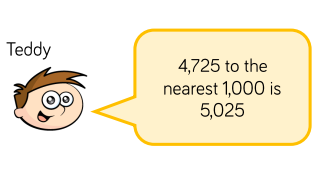 Teddy
4,725 to the
nearest 1,000 is
5,025